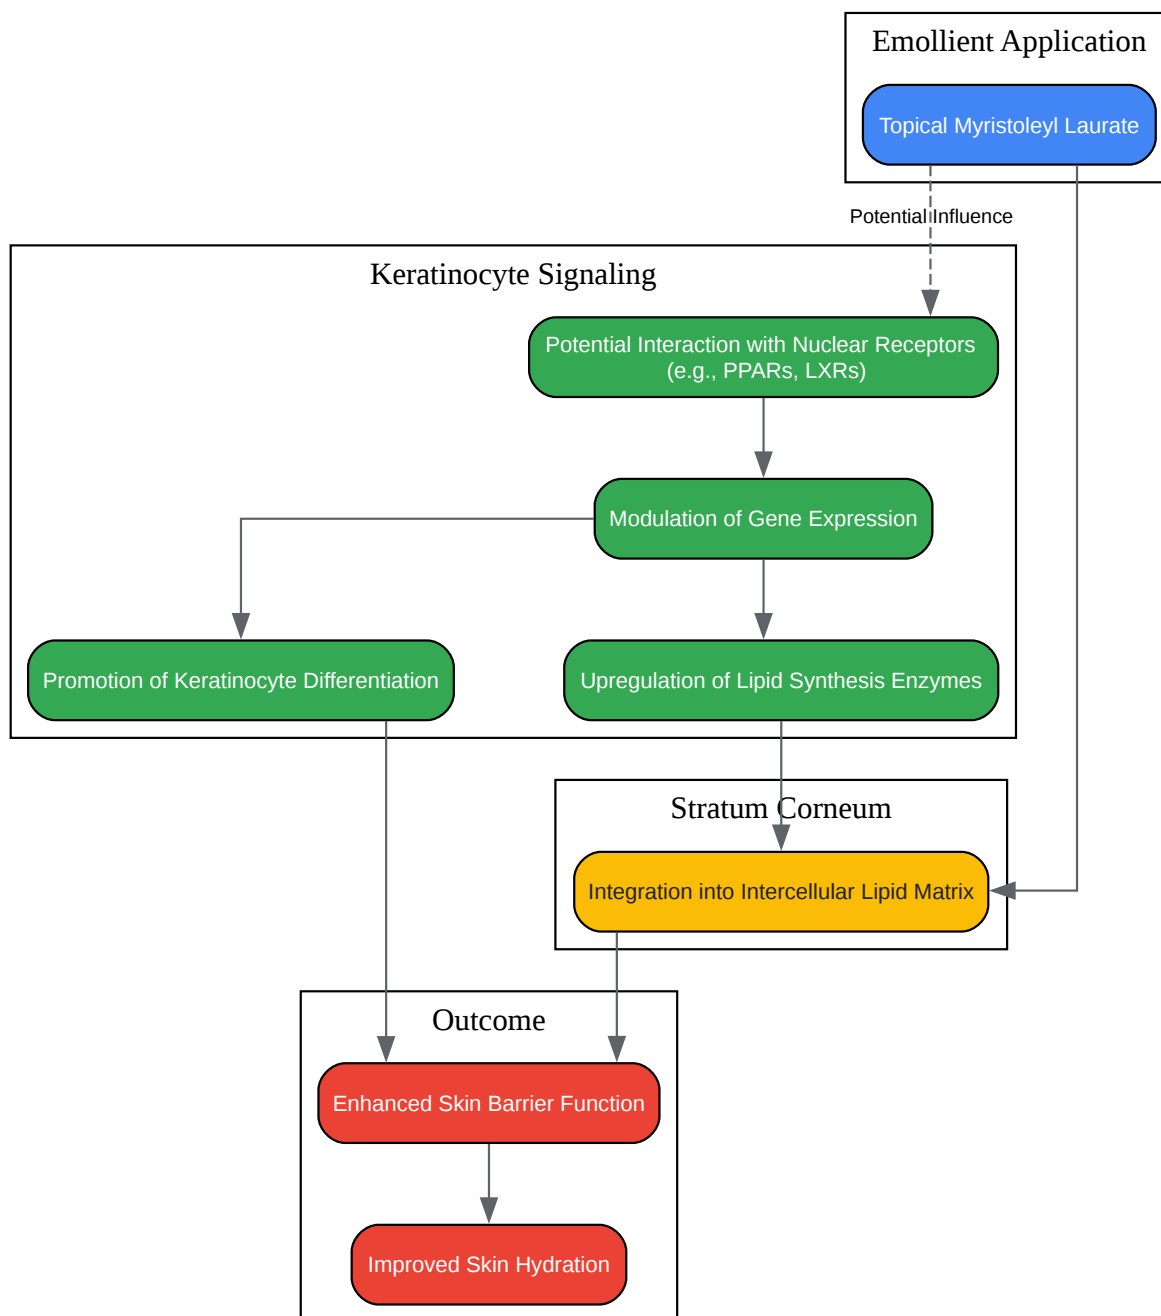 Emollient Application
Topical Myristoleyl Laurate
Potential Influence
Keratinocyte Signaling
Potential Interaction with Nuclear Receptors
(e.g., PPARs, LXRs)
Modulation of Gene Expression
Promotion of Keratinocyte Differentiation
Upregulation of Lipid Synthesis Enzymes
Stratum Corneum
Integration into Intercellular Lipid Matrix
Outcome
Enhanced Skin Barrier Function
Improved Skin Hydration